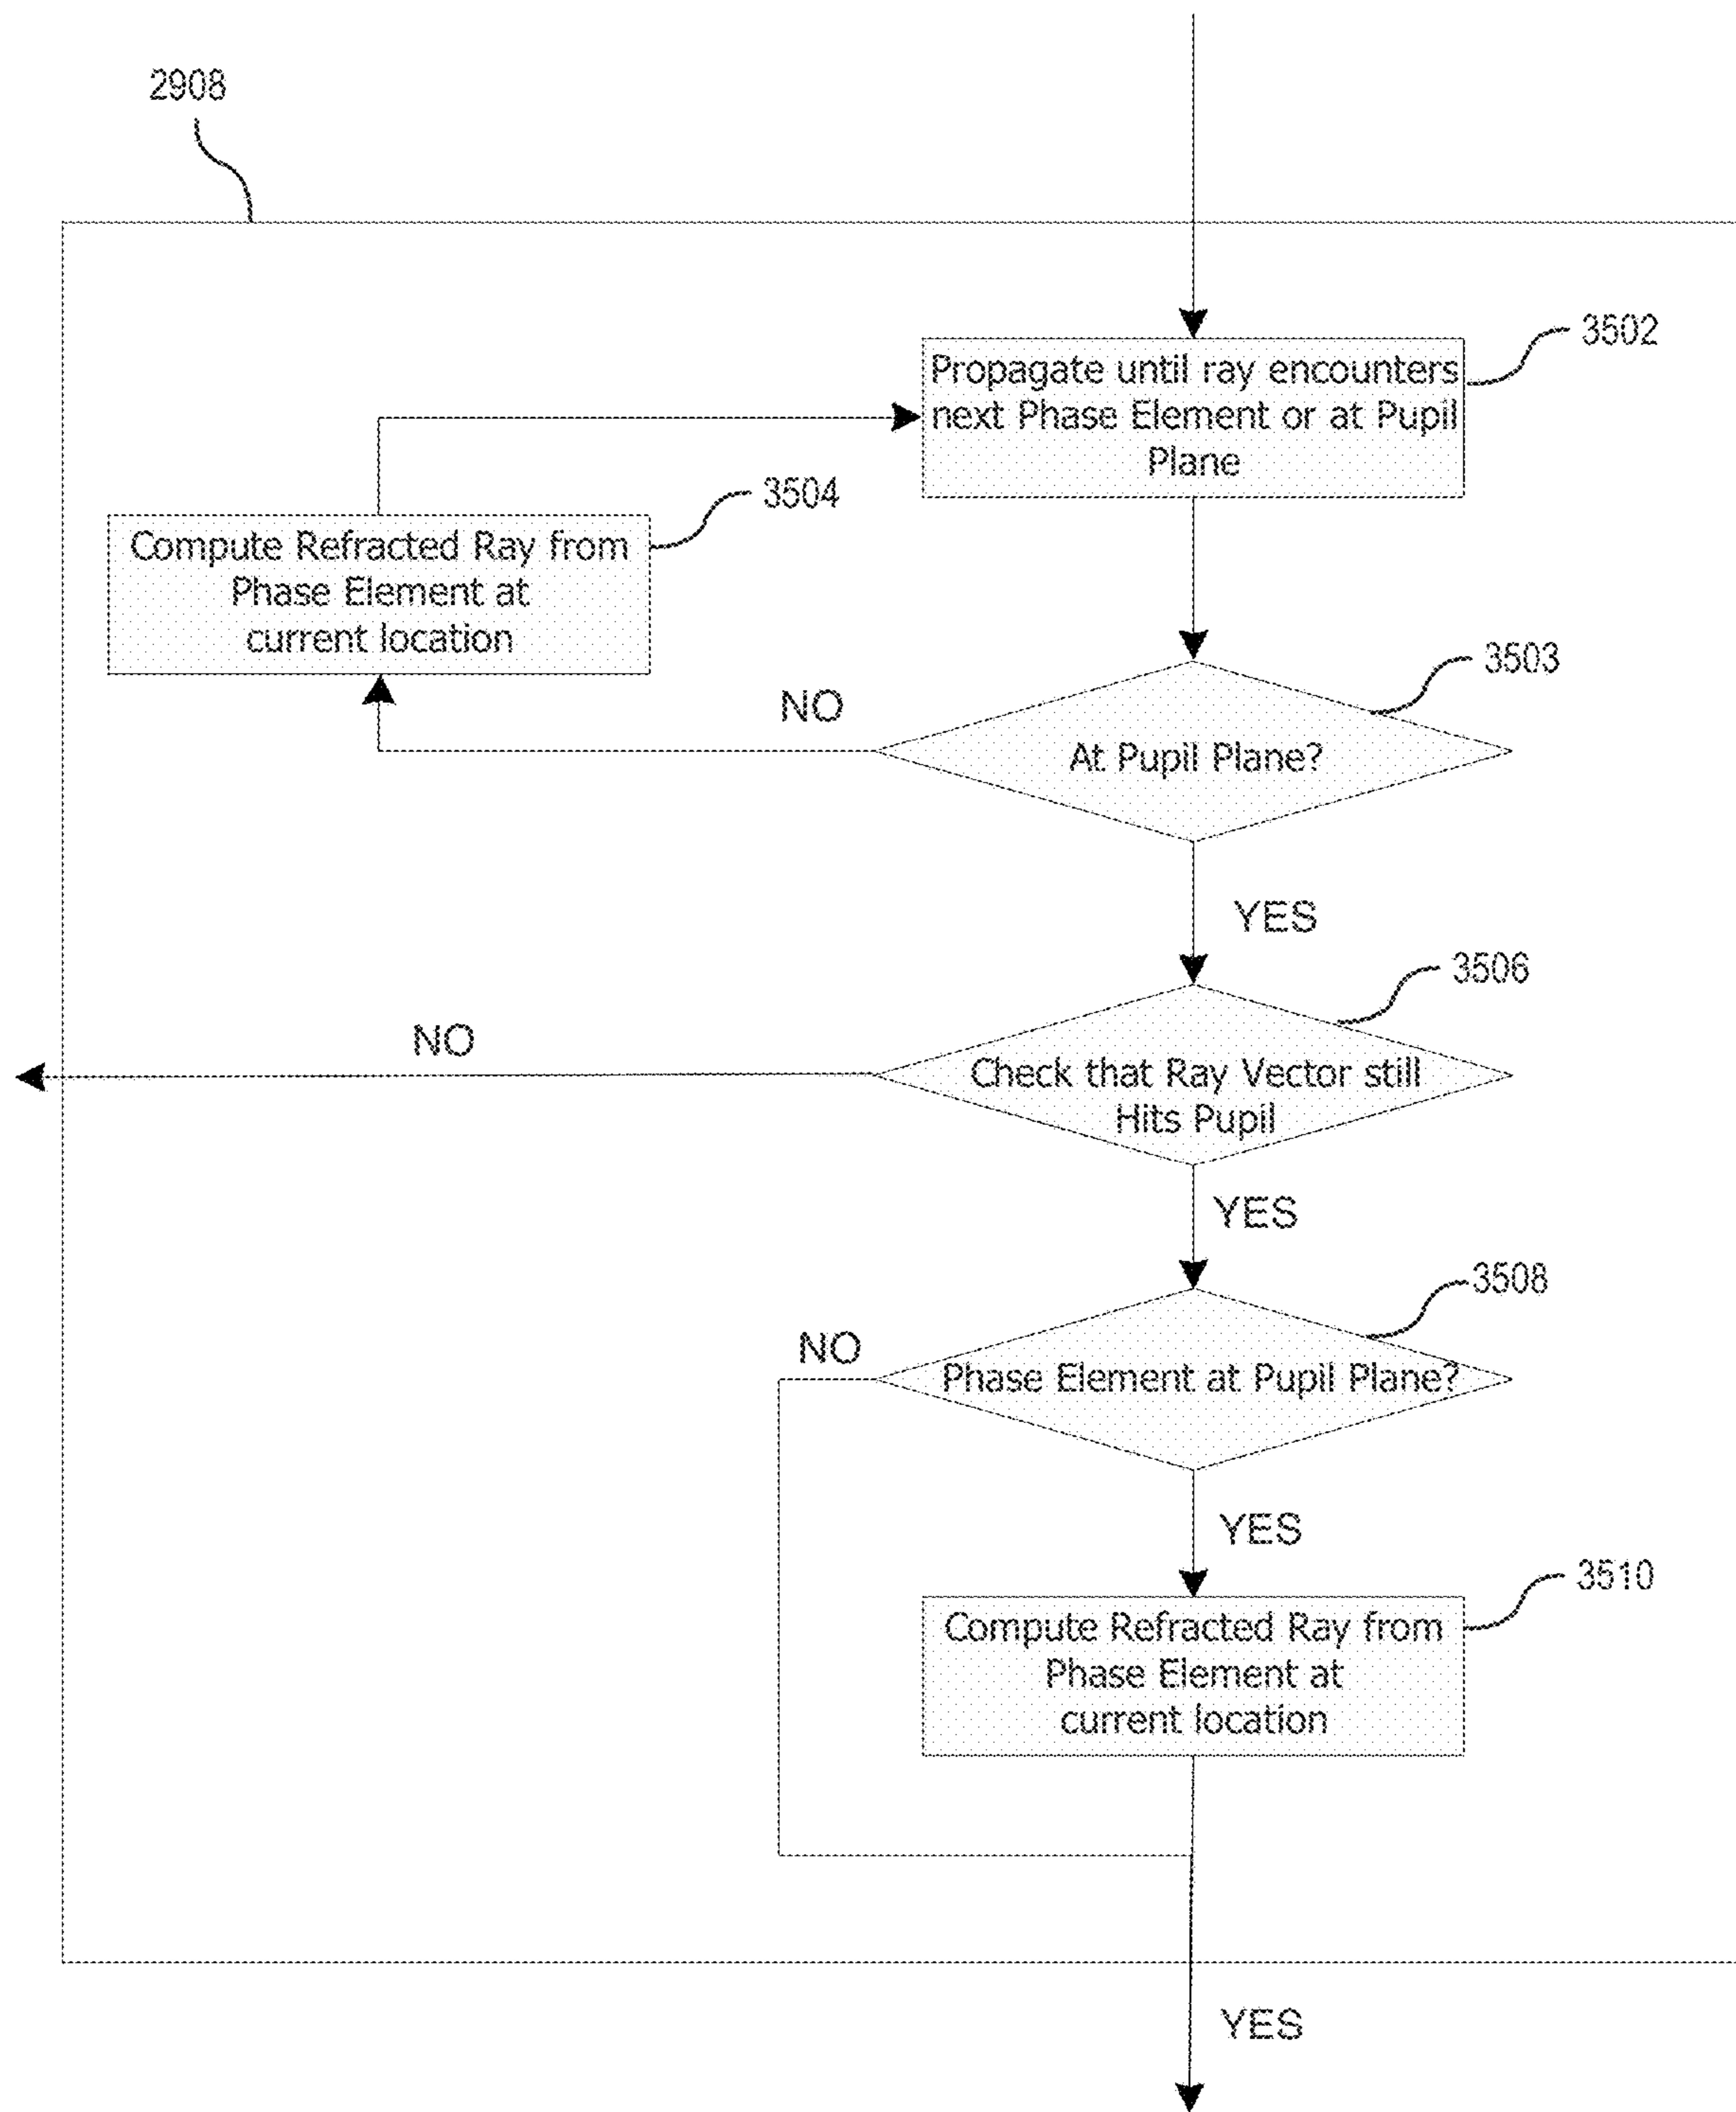 2908
3502
Propagate until ray encounters
next Phase Element or at Pupil
Plane
3504
Compute Refracted Ray from
Phase Element at
current location
3503
NO
At Pupil Plane?
YES
3506
NO
Check that Ray Vector still
Hits Pupil
YES
3508
NO
Phase Element at Pupil Plane?
YES
3510
Compute Refracted Ray from
Phase Element at
current location
YES